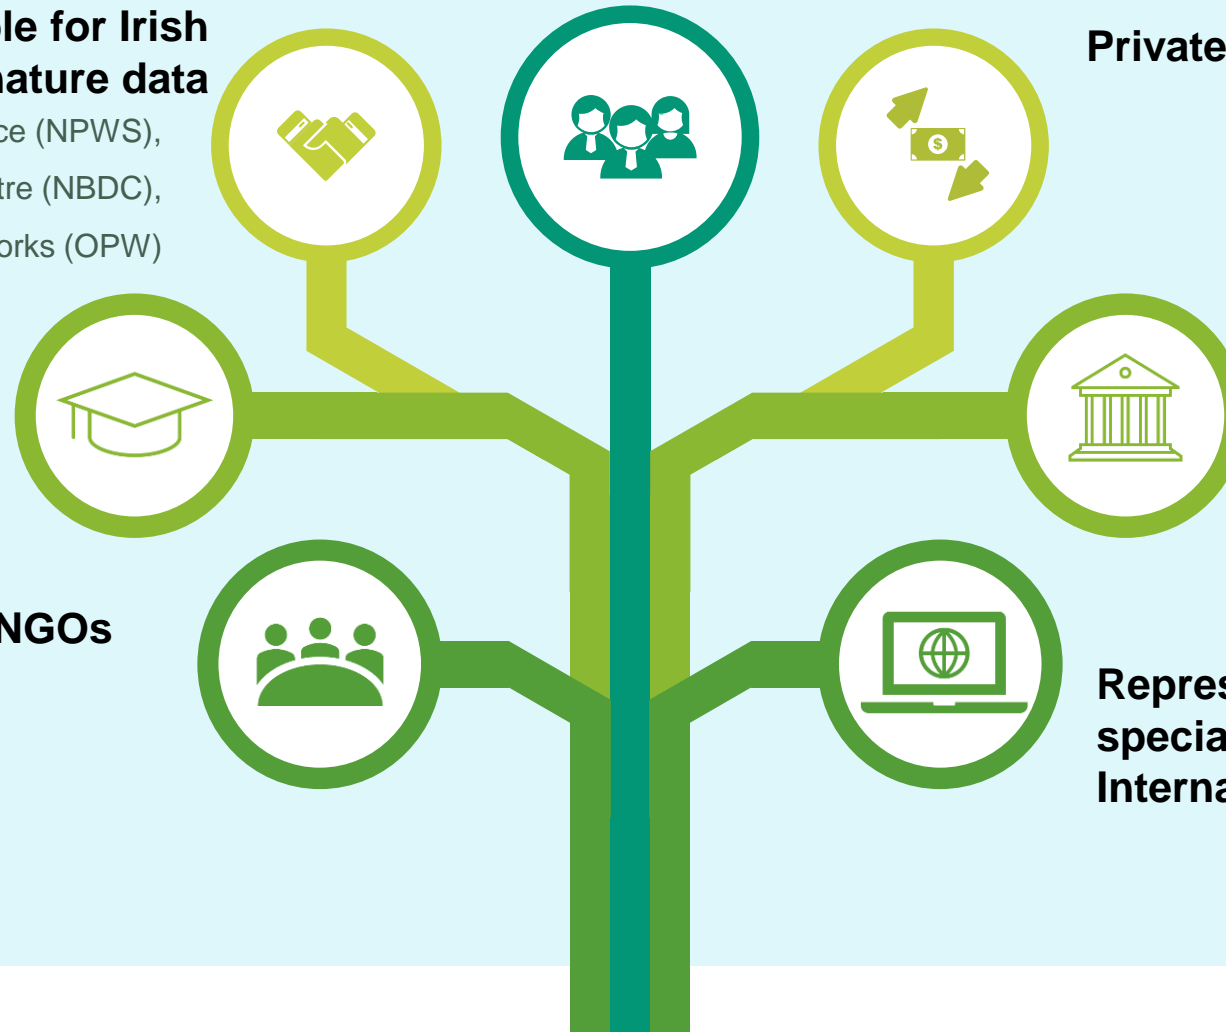 ble for Irish
nature data
ce (NPWS),
tre (NBDC),
orks (OPW)
Private
NGOs
Repres
specia
Interna
$